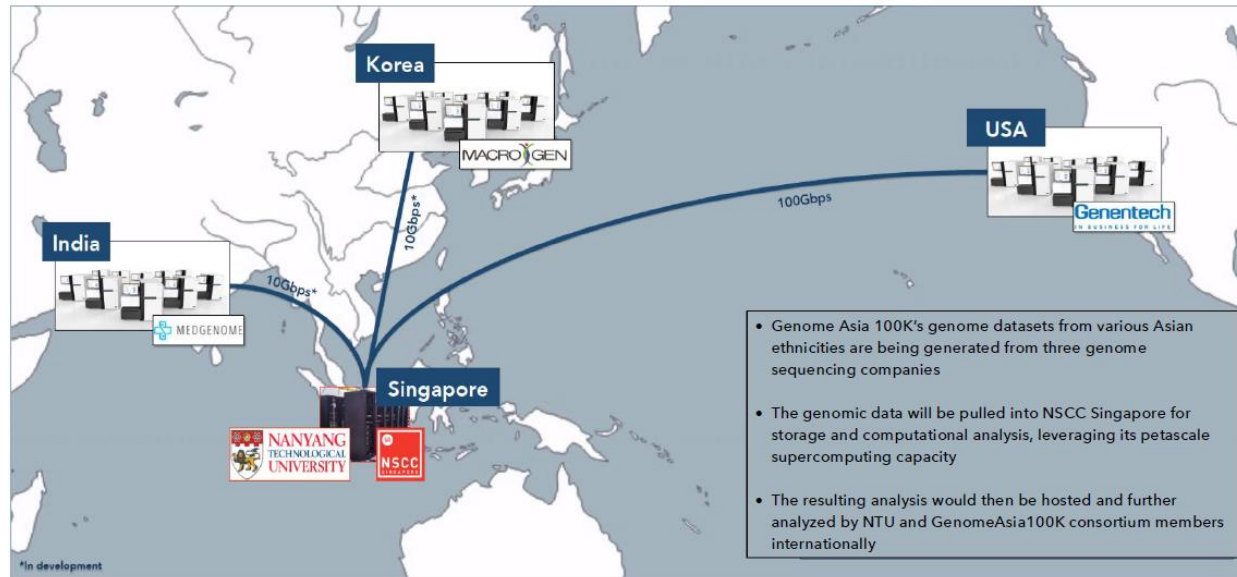 Korea
MACROGEN
USA
Genentech
IN BUSINESS FOR LIFE
100Gbps
10Gbps*
India
MEDGENOME
10Gbps*
Singapore
NANYANG
TECHNOLOGICAL
UNIVERSITY
NSCC
SINGAPORE
• Genome Asia 100K's genome datasets from various Asian
ethnicities are being generated from three genome
sequencing companies
• The genomic data will be pulled into NSCC Singapore for
storage and computational analysis, leveraging its petascale
supercomputing capacity
• The resulting analysis would then be hosted and further
analyzed by NTU and GenomeAsia100K consortium members
internationally
*In development